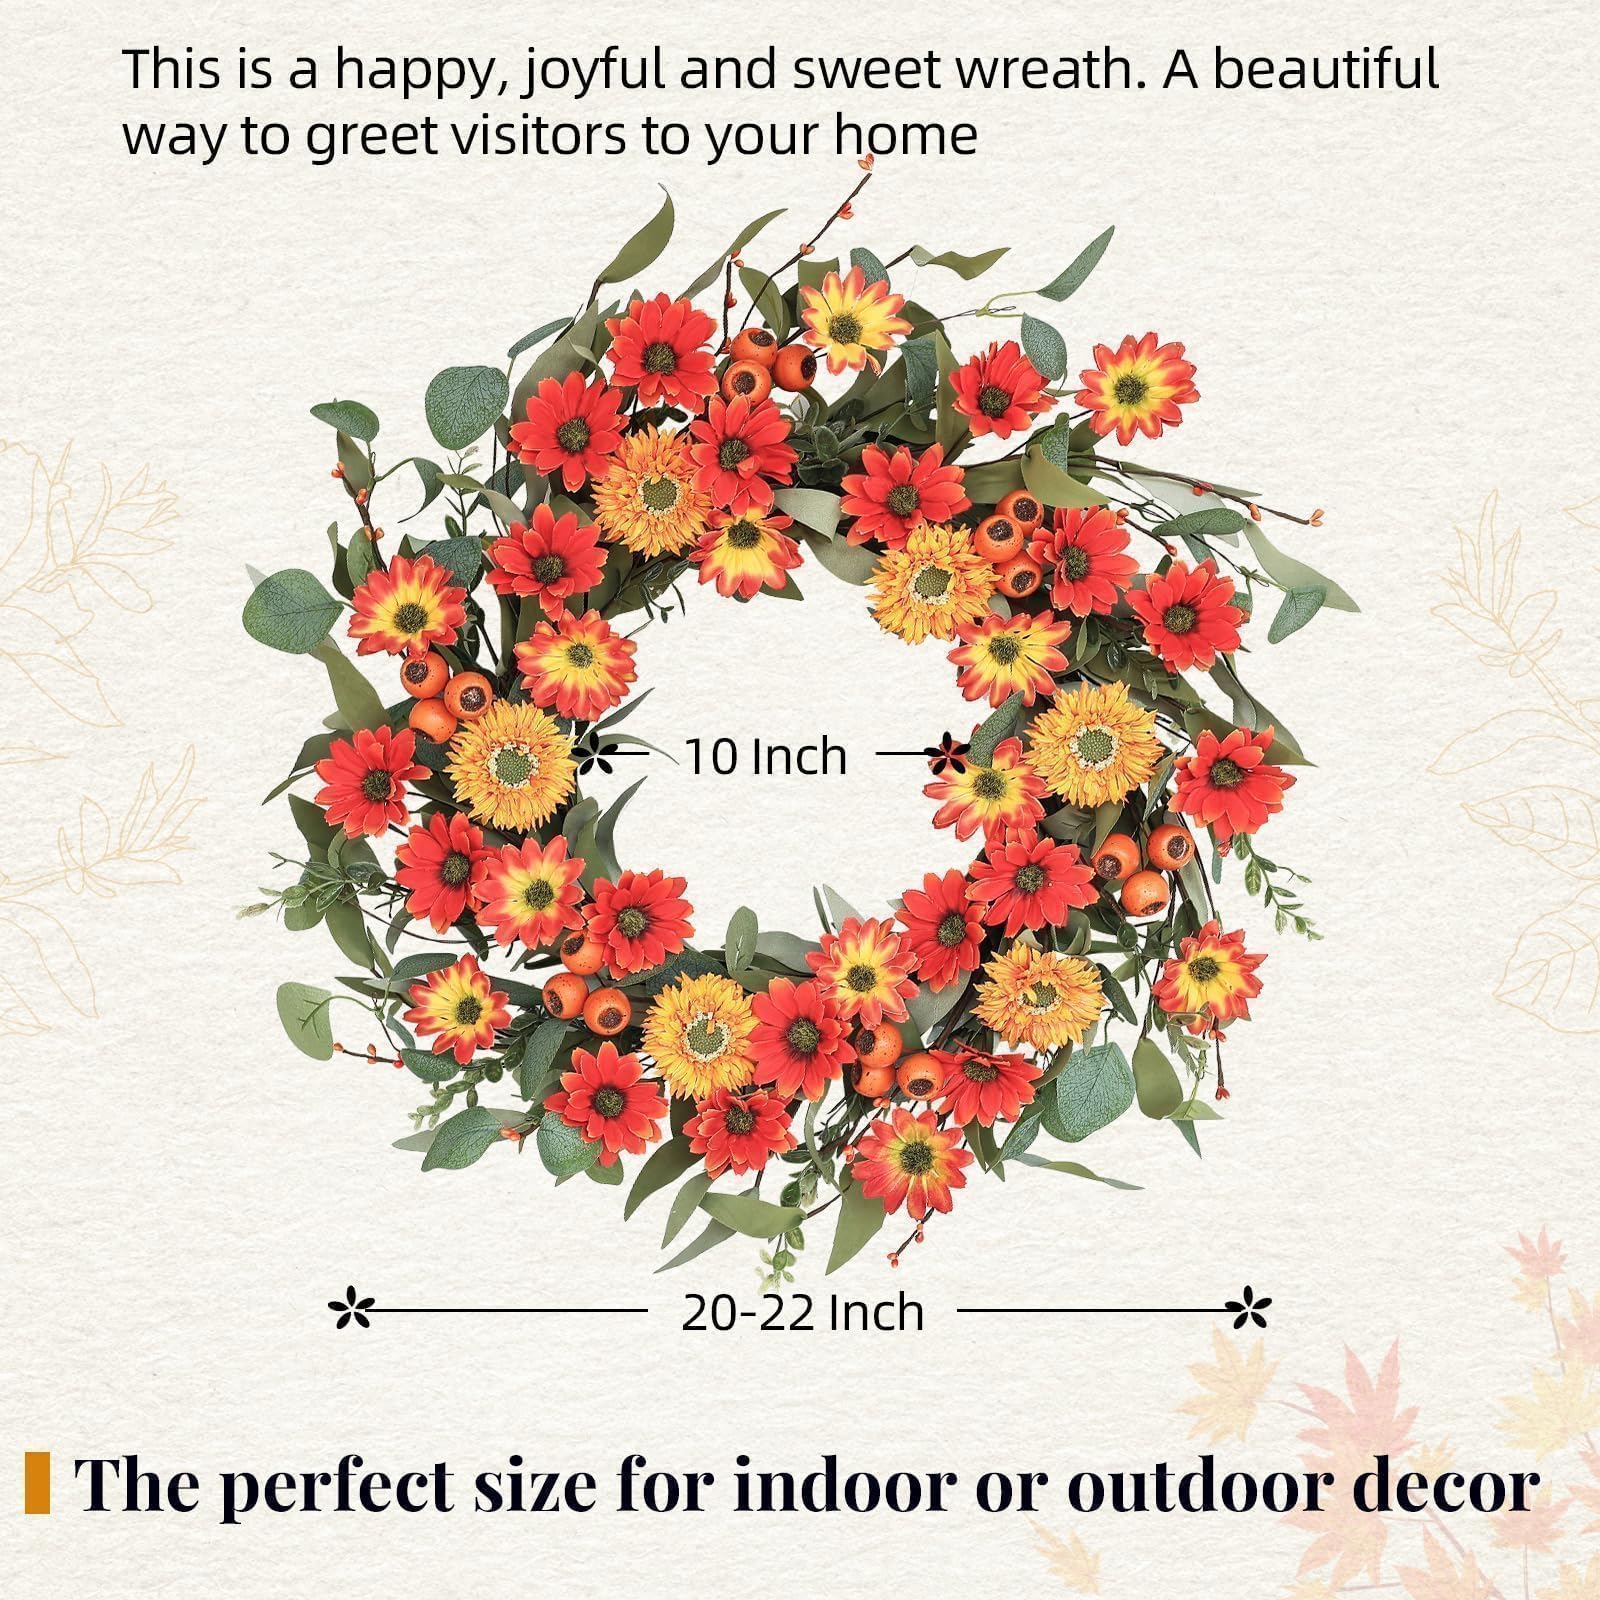 This is a happy, joyful and sweet wreath. A beautiful
way to greet visitors to your home
10 Inch
20-22 Inch
The perfect size for indoor or outdoor decor